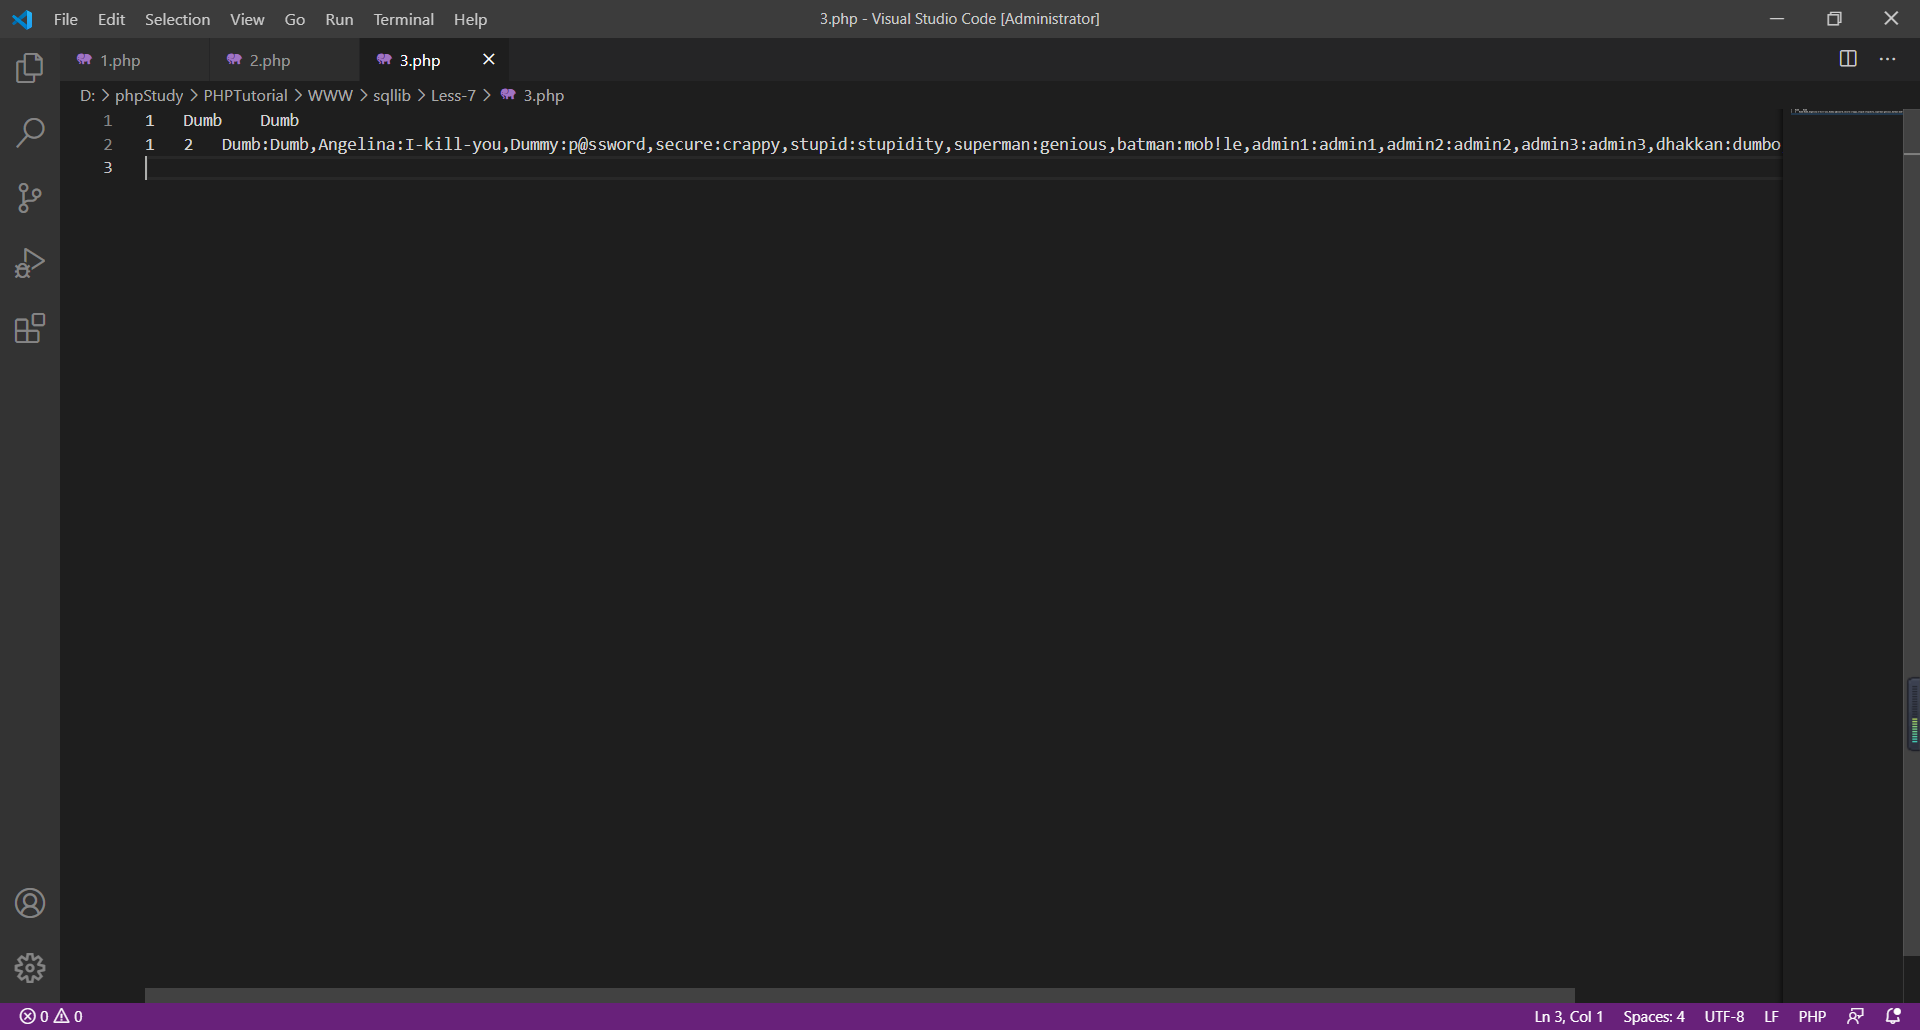 File Edit Selection View Go Run Terminal Help 3.php - Visual Studio Code [Administrator]
1.php 2.php 3.php
D: > phpStudy > PHPTutorial > WWW > sqllib > Less-7 > 3.php
1 1 Dumb Dumb
2 1 2 Dumb:Dumb,Angelina:I-kill-you,Dummy:p@ssword,secure:crappy,stupid:stupidity,superman:genious,batman:mob!le,admin1:admin1,admin2:admin2,admin3:admin3,dhakkan:dumbo
3
0 0 Ln 3, Col 1 Spaces: 4 UTF-8 LF PHP